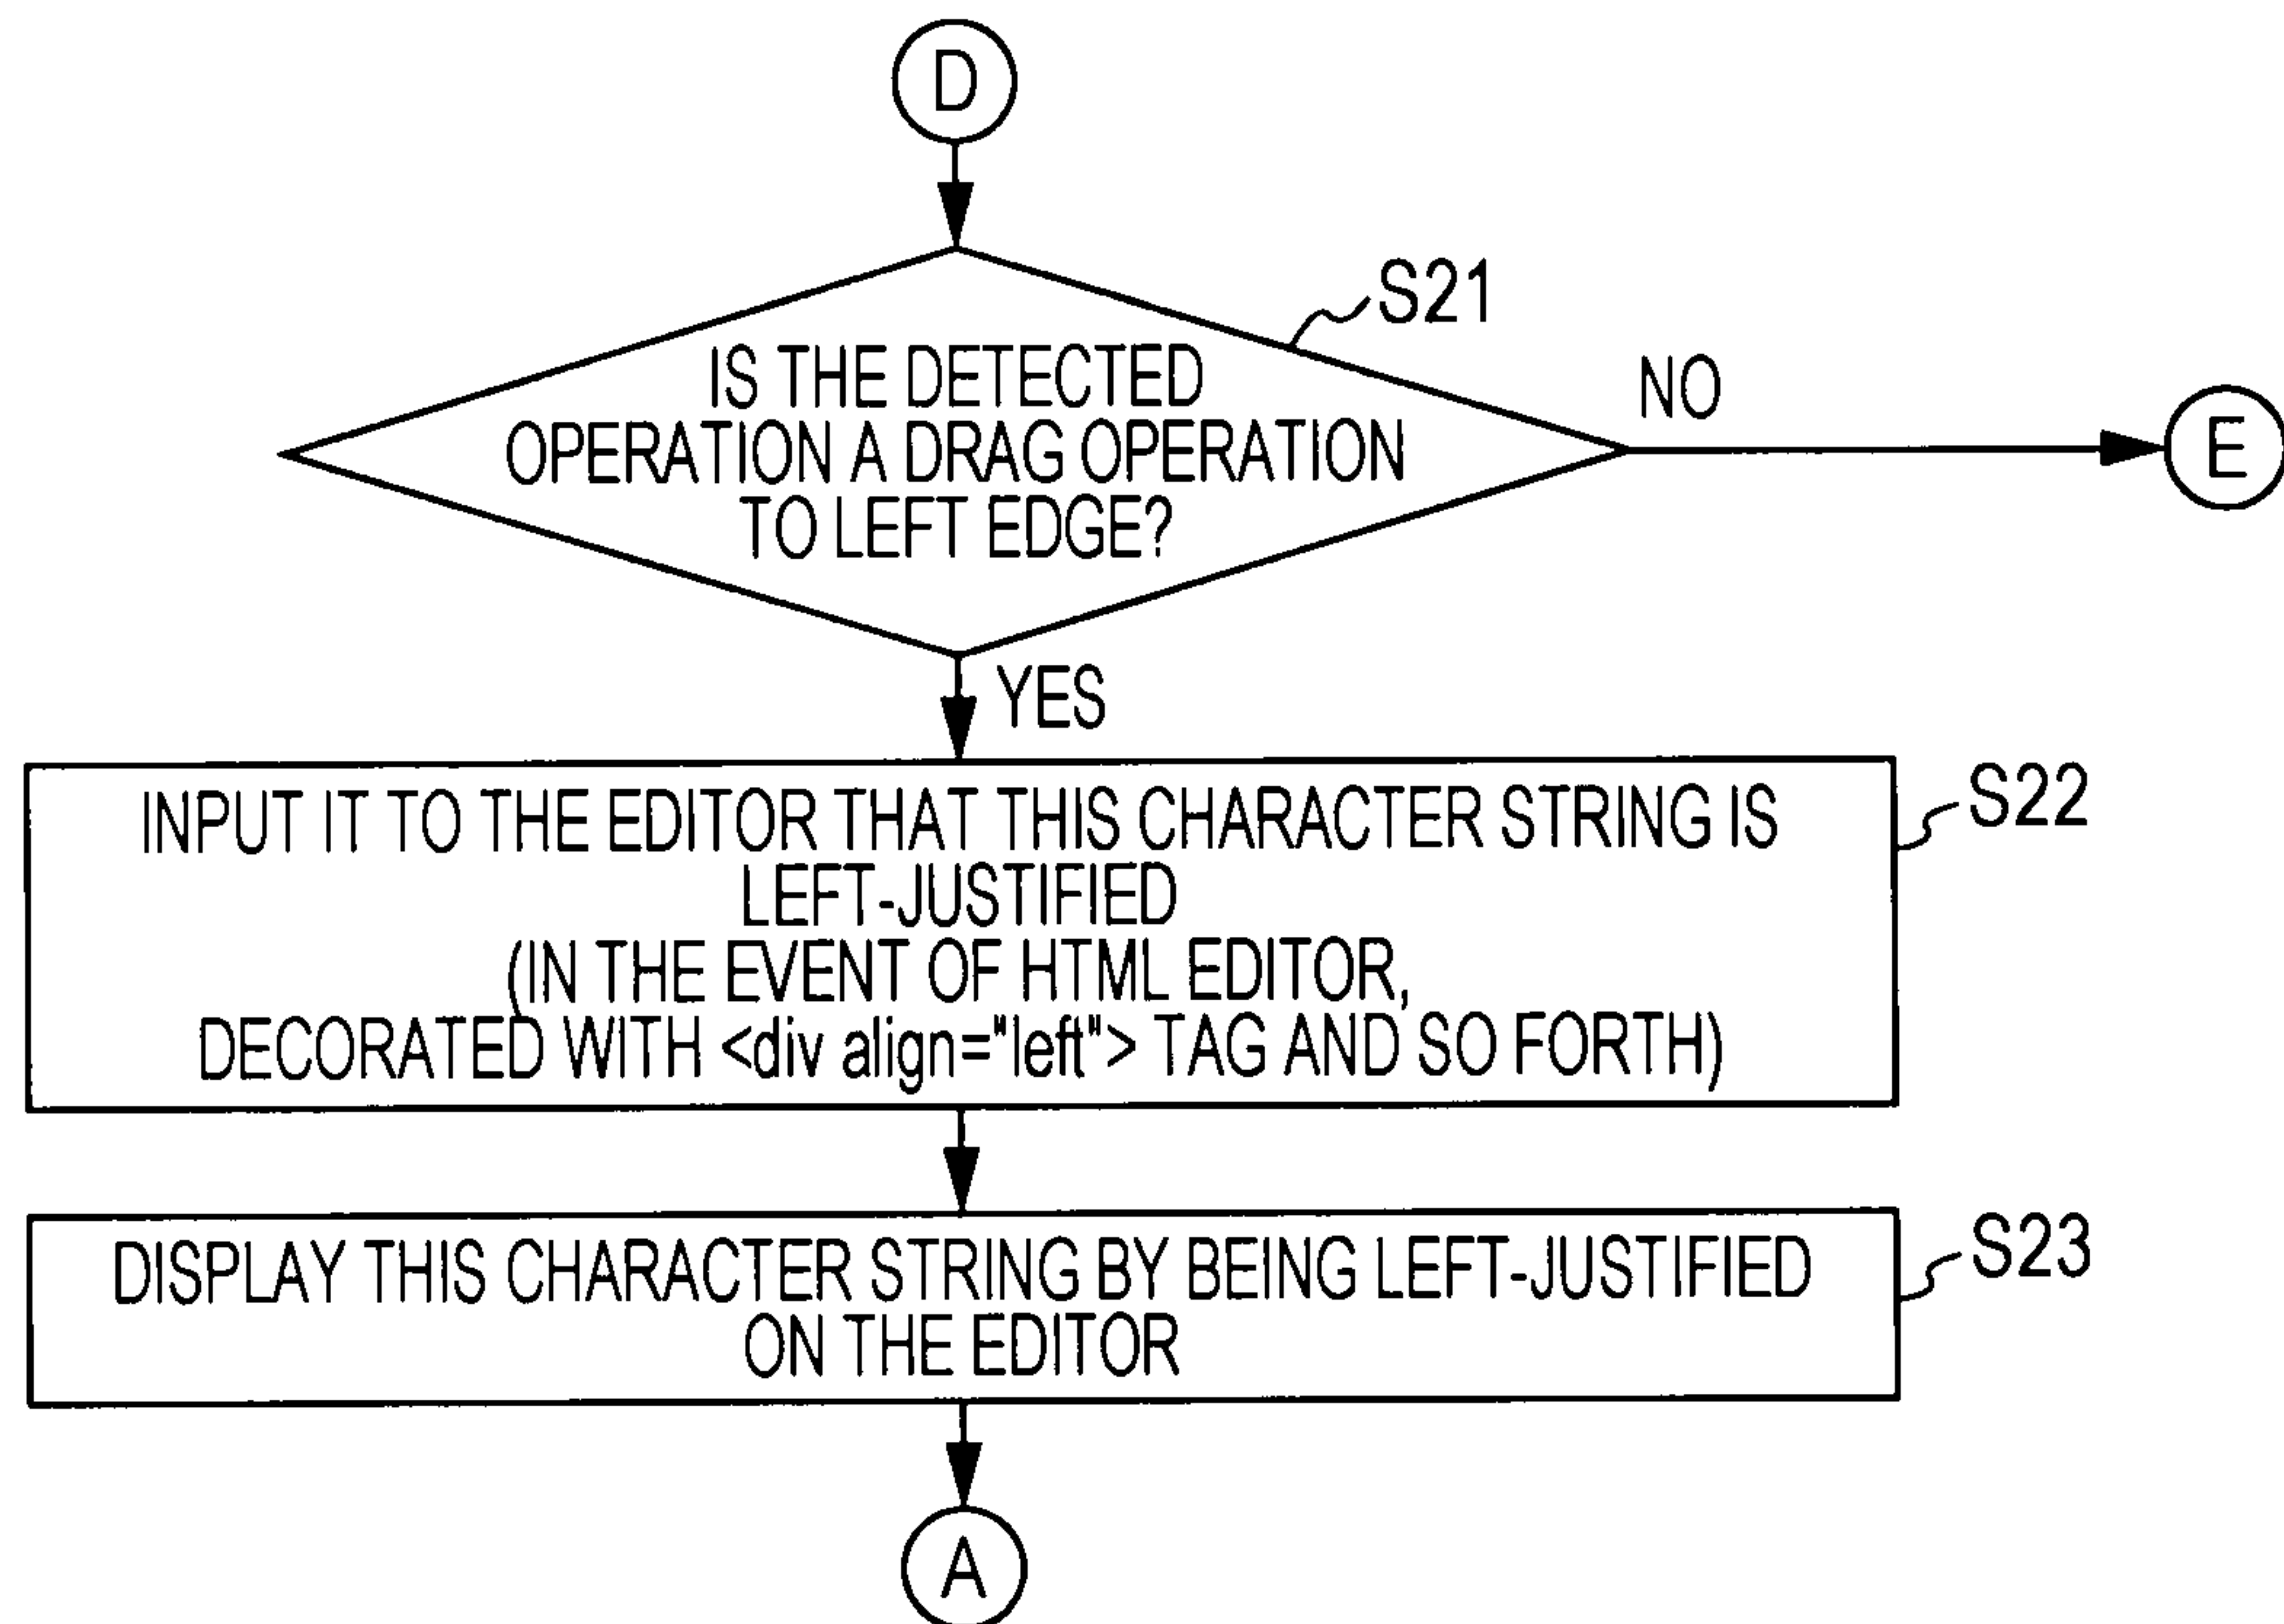 D
S21
IS THE DETECTED
OPERATION A DRAG OPERATION
TO LEFT EDGE?
NO
E
YES
INPUT IT TO THE EDITOR THAT THIS CHARACTER STRING IS
LEFT-JUSTIFIED
(IN THE EVENT OF HTML EDITOR,
DECORATED WITH <div align="left"> TAG AND SO FORTH)
S22
DISPLAY THIS CHARACTER STRING BY BEING LEFT-JUSTIFIED
ON THE EDITOR
S23
A